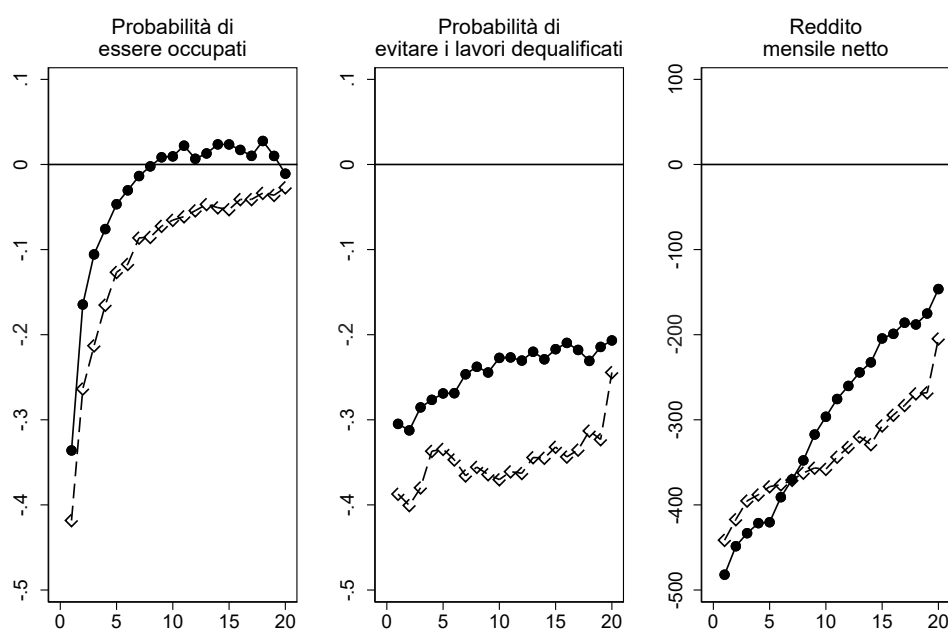 Probabilità di
essere occupati
.1
0
-.1
-.2
-.3
-.4
-.5
0 5 10 15 20
Probabilità di
evitare i lavori dequalificati
.1
0
-.1
-.2
-.3
-.4
-.5
0 5 10 15 20
Reddito
mensile netto
100
0
-100
-200
-300
-400
-500
0 5 10 15 20